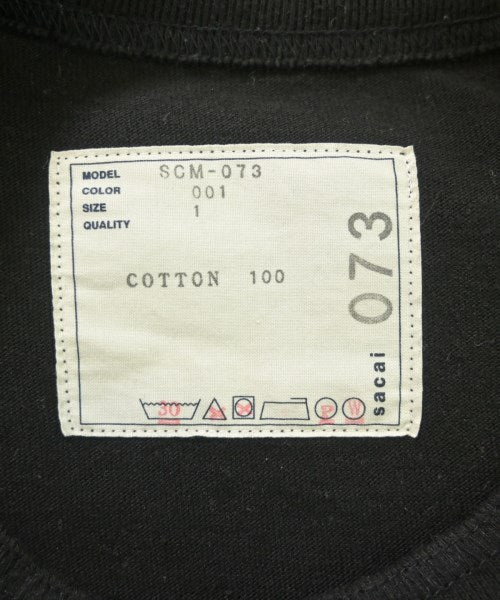 MODEL SCM-073
COLOR 001
SIZE 1
QUALITY
COTTON 100
30 P W
sacai 073